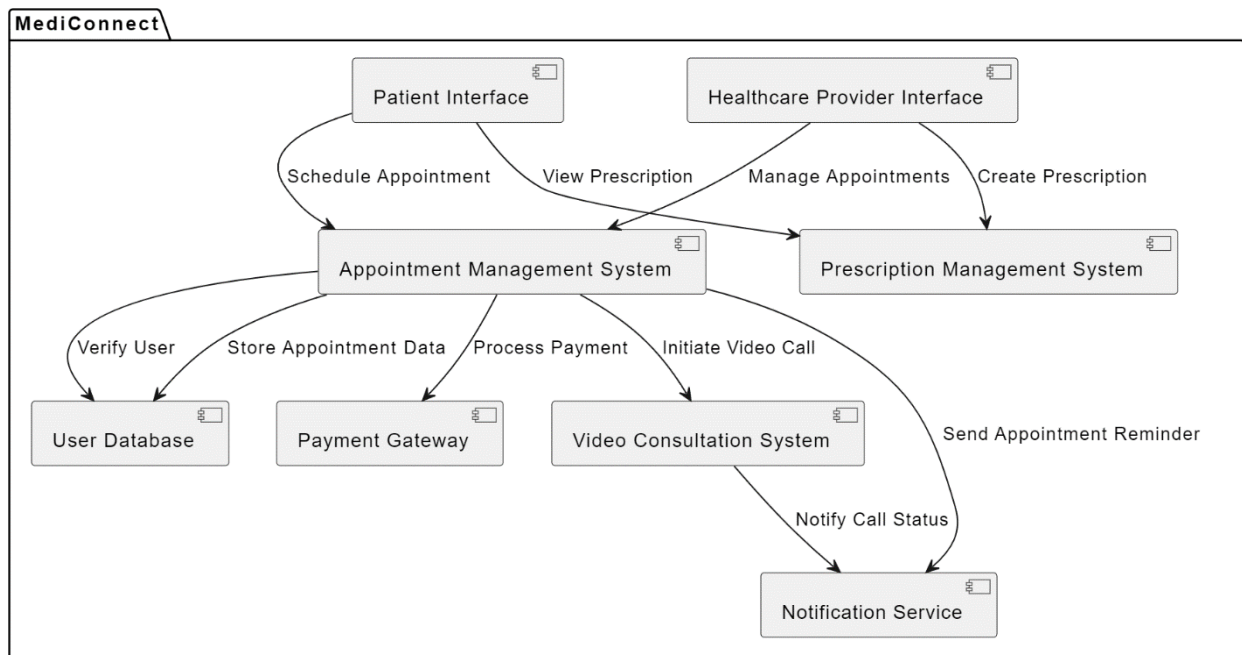 MediConnect
Patient Interface
Healthcare Provider Interface
Schedule Appointment
View Prescription
Manage Appointments
Create Prescription
Appointment Management System
Prescription Management System
Verify User
Store Appointment Data
Process Payment
Initiate Video Call
User Database
Payment Gateway
Video Consultation System
Send Appointment Reminder
Notify Call Status
Notification Service